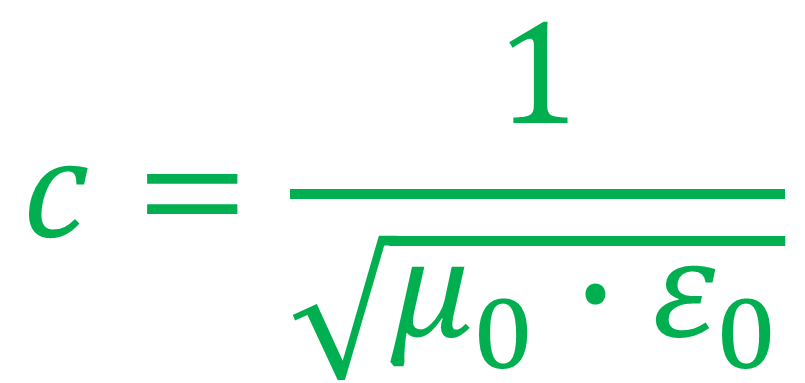 c = 1 / √(μ₀ · ε₀)